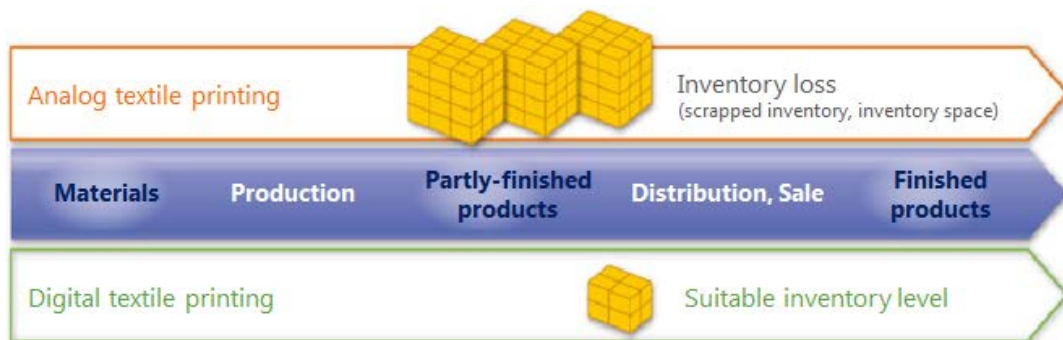 Analog textile printing
Inventory loss
(scrapped inventory, inventory space)
Materials
Production
Partly-finished
products
Distribution, Sale
Finished
products
Digital textile printing
Suitable inventory level